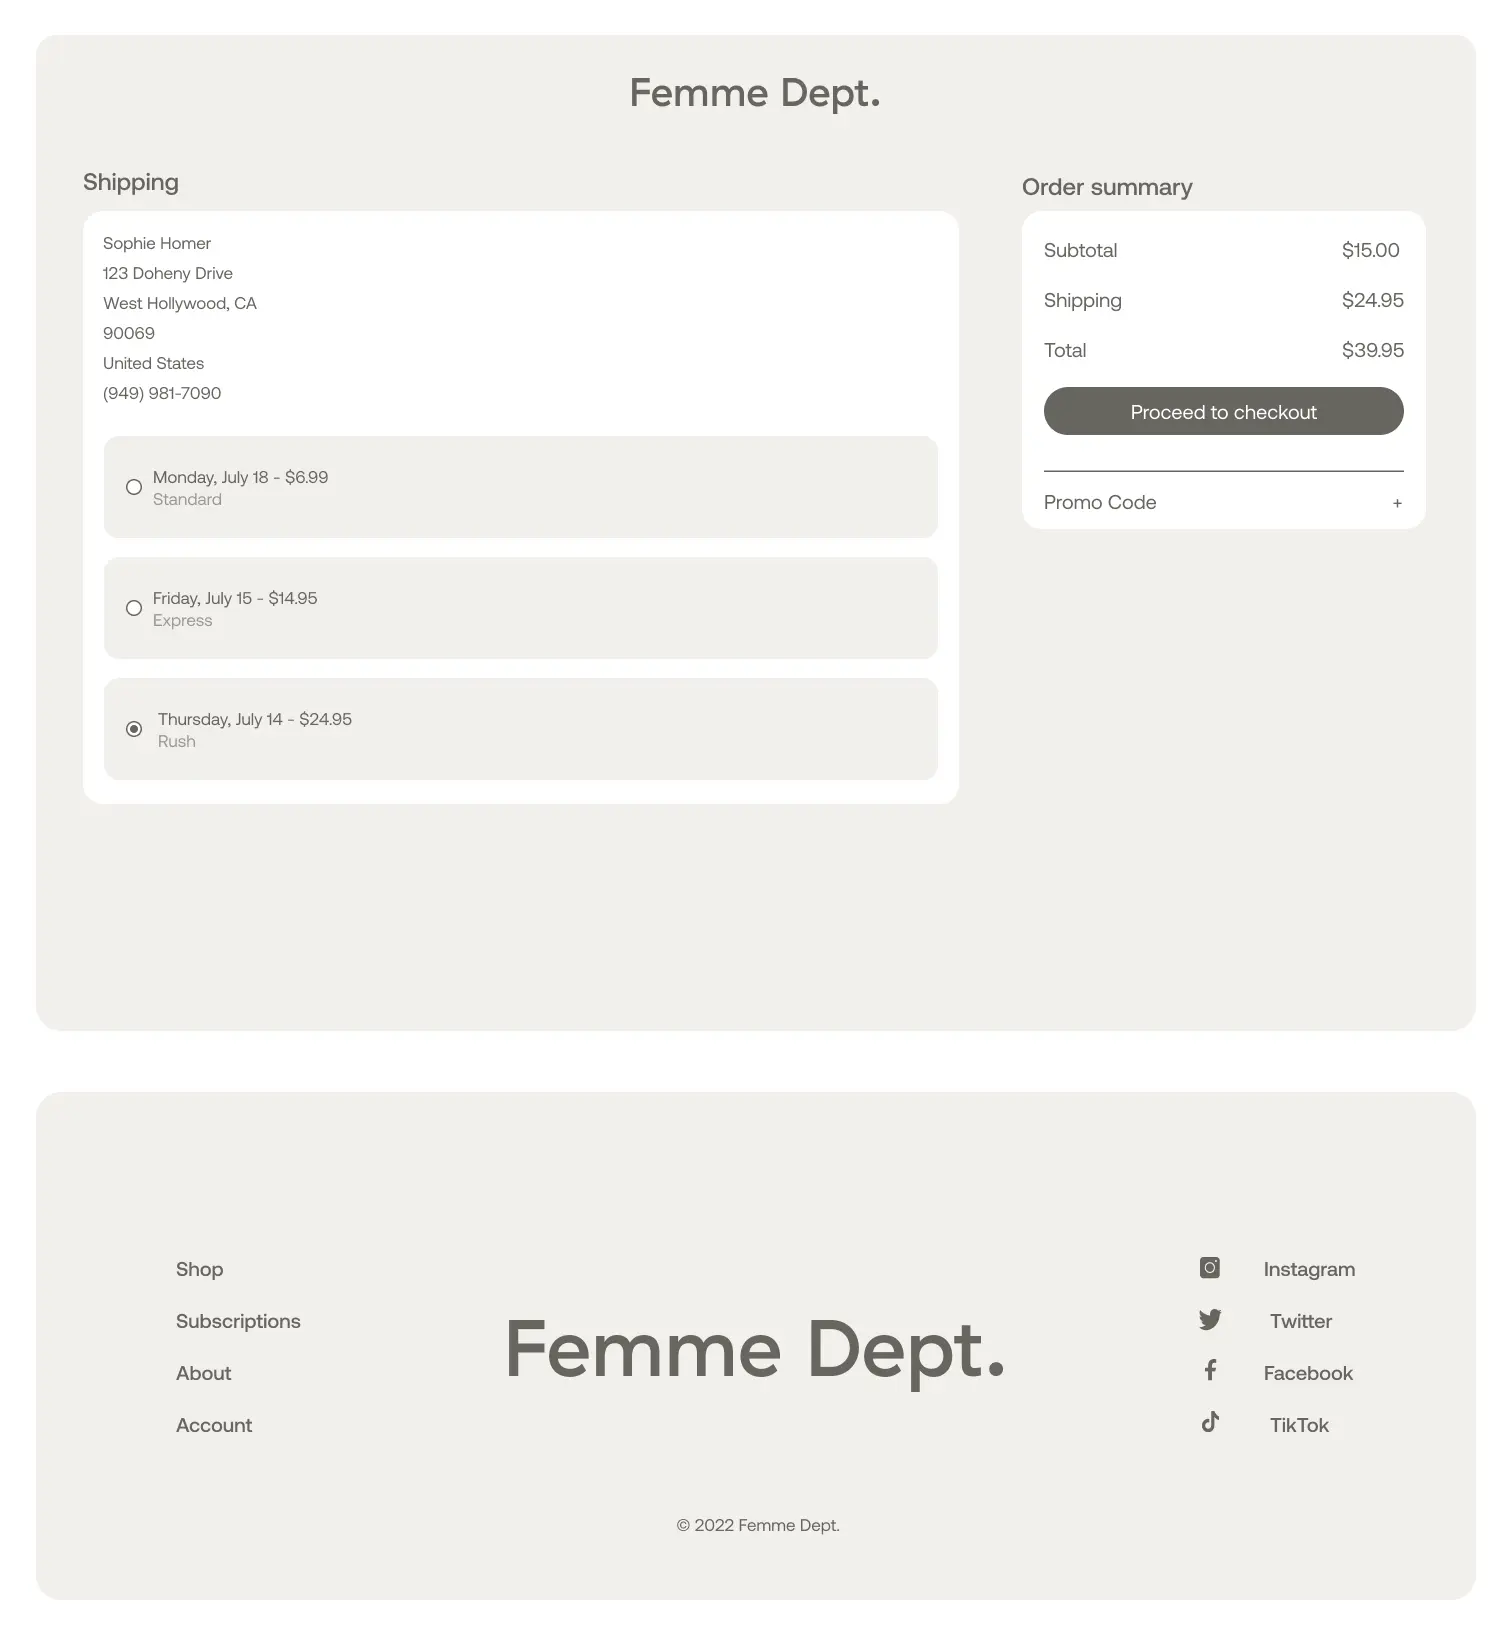 Femme Dept.
Shipping
Sophie Homer
123 Doheny Drive
West Hollywood, CA
90069
United States
(949) 981-7090
Monday, July 18 - $6.99
Standard
Friday, July 15 - $14.95
Express
Thursday, July 14 - $24.95
Rush
Order summary
Subtotal $15.00
Shipping $24.95
Total $39.95
Proceed to checkout
Promo Code +
Shop
Subscriptions
About
Account
Femme Dept.
Instagram
Twitter
Facebook
TikTok
© 2022 Femme Dept.